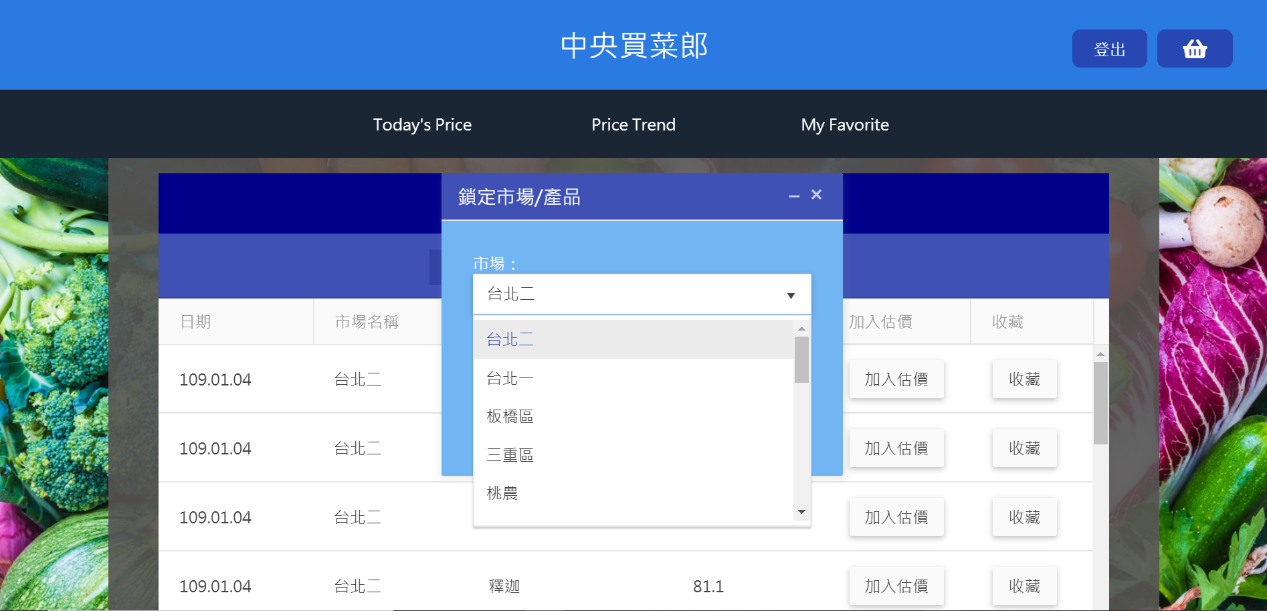 中央買菜郎
登出
Today's Price
Price Trend
My Favorite
鎖定市場/產品
市場：
台北二
台北二
台北一
板橋區
三重區
桃農
日期
市場名稱
加入估價
收藏
109.01.04
台北二
加入估價
收藏
109.01.04
台北二
加入估價
收藏
109.01.04
台北二
加入估價
收藏
109.01.04
台北二
釋迦
81.1
加入估價
收藏